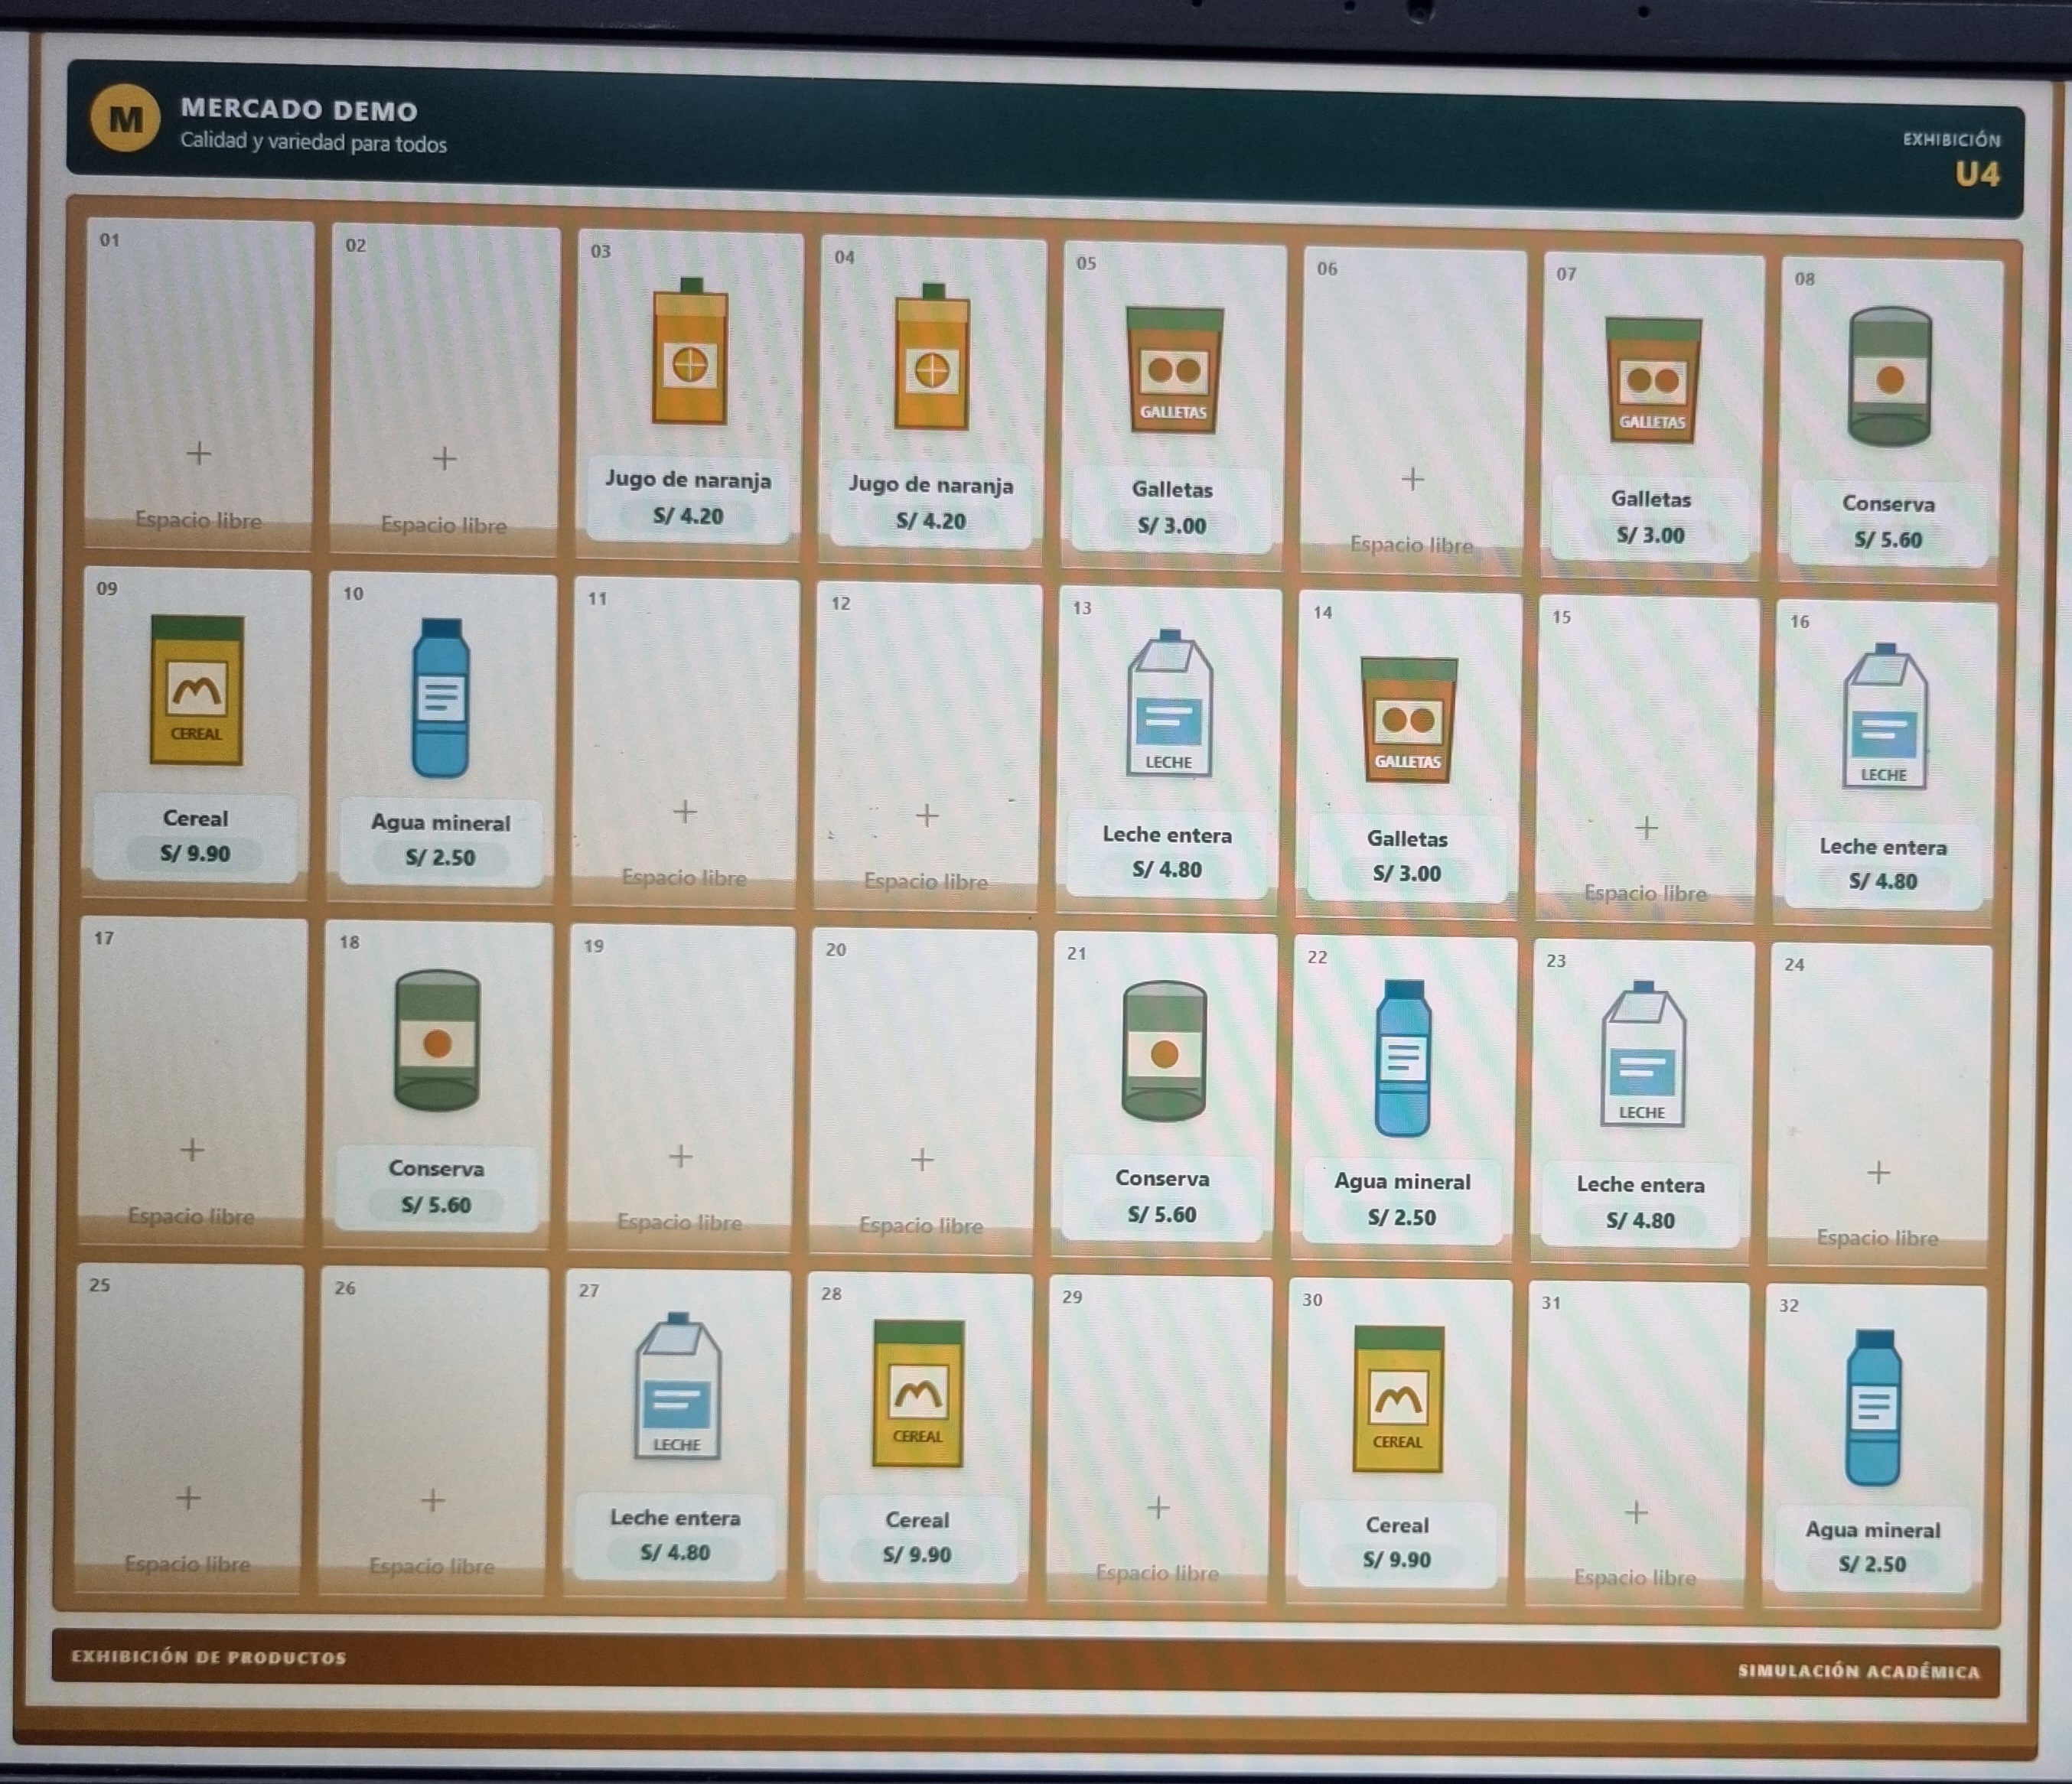 M
MERCADO DEMO
Calidad y variedad para todos
EXHIBICIÓN
U4
01
Espacio libre
02
Espacio libre
03
Jugo de naranja
S/ 4.20
04
Jugo de naranja
S/ 4.20
05
GALLETAS
Galletas
S/ 3.00
06
Espacio libre
07
GALLETAS
Galletas
S/ 3.00
08
Conserva
S/ 5.60
09
CEREAL
Cereal
S/ 9.90
10
Agua mineral
S/ 2.50
11
Espacio libre
12
Espacio libre
13
LECHE
Leche entera
S/ 4.80
14
GALLETAS
Galletas
S/ 3.00
15
Espacio libre
16
LECHE
Leche entera
S/ 4.80
17
Espacio libre
18
Conserva
S/ 5.60
19
Espacio libre
20
Espacio libre
21
Conserva
S/ 5.60
22
Agua mineral
S/ 2.50
23
LECHE
Leche entera
S/ 4.80
24
Espacio libre
25
Espacio libre
26
Espacio libre
27
LECHE
Leche entera
S/ 4.80
28
CEREAL
Cereal
S/ 9.90
29
Espacio libre
30
CEREAL
Cereal
S/ 9.90
31
Espacio libre
32
Agua mineral
S/ 2.50
EXHIBICIÓN DE PRODUCTOS
SIMULACIÓN ACADÉMICA